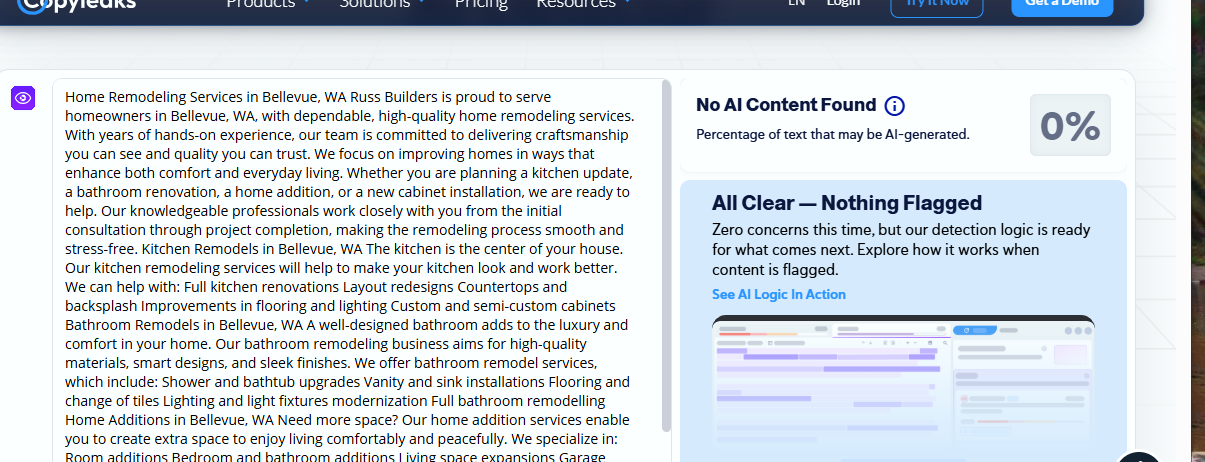 Copyleaks
Products
Solutions
Pricing
Resources
EN
Login
Try It Now
Get a Demo
Home Remodeling Services in Bellevue, WA Russ Builders is proud to serve
homeowners in Bellevue, WA, with dependable, high-quality home remodeling services.
With years of hands-on experience, our team is committed to delivering craftsmanship
you can see and quality you can trust. We focus on improving homes in ways that
enhance both comfort and everyday living. Whether you are planning a kitchen update,
a bathroom renovation, a home addition, or a new cabinet installation, we are ready to
help. Our knowledgeable professionals work closely with you from the initial
consultation through project completion, making the remodeling process smooth and
stress-free. Kitchen Remodels in Bellevue, WA The kitchen is the center of your house.
Our kitchen remodeling services will help to make your kitchen look and work better.
We can help with: Full kitchen renovations Layout redesigns Countertops and
backsplash Improvements in flooring and lighting Custom and semi-custom cabinets
Bathroom Remodels in Bellevue, WA A well-designed bathroom adds to the luxury and
comfort in your home. Our bathroom remodeling business aims for high-quality
materials, smart designs, and sleek finishes. We offer bathroom remodel services,
which include: Shower and bathtub upgrades Vanity and sink installations Flooring and
change of tiles Lighting and light fixtures modernization Full bathroom remodelling
Home Additions in Bellevue, WA Need more space? Our home addition services enable
you to create extra space to enjoy living comfortably and peacefully. We specialize in:
Room additions Bedroom and bathroom additions Living space expansions Garage
No AI Content Found
Percentage of text that may be AI-generated.
0%
All Clear — Nothing Flagged
Zero concerns this time, but our detection logic is ready
for what comes next. Explore how it works when
content is flagged.
See AI Logic In Action